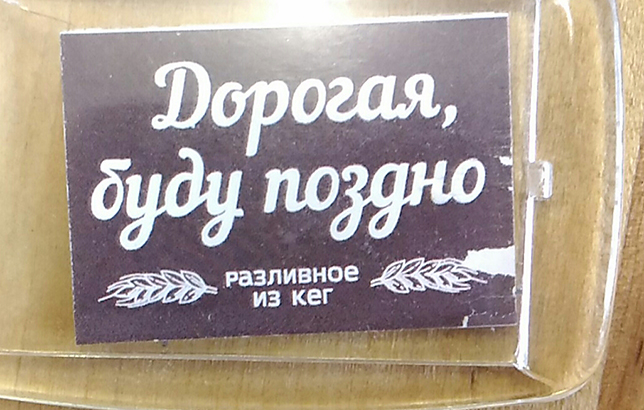 Дорогая,
буду поздно
разливное
из кег